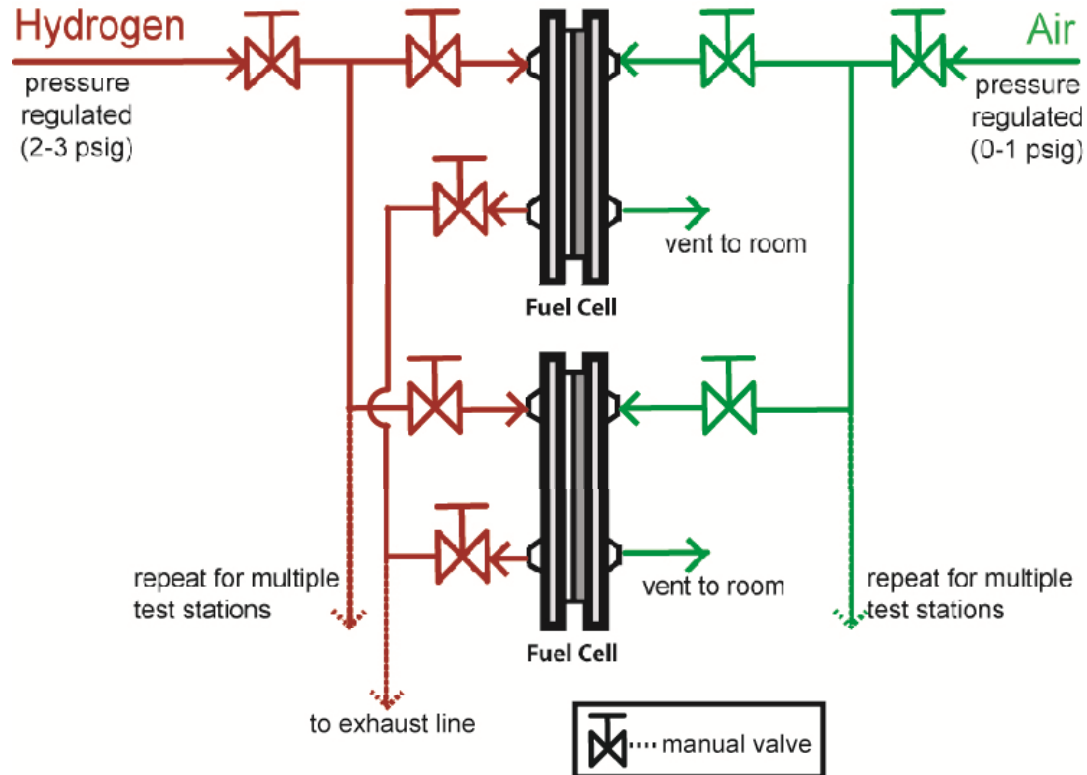 Hydrogen
pressure
regulated
(2-3 psig)
Air
pressure
regulated
(0-1 psig)
vent to room
Fuel Cell
repeat for multiple
test stations
vent to room
repeat for multiple
test stations
Fuel Cell
to exhaust line
manual valve